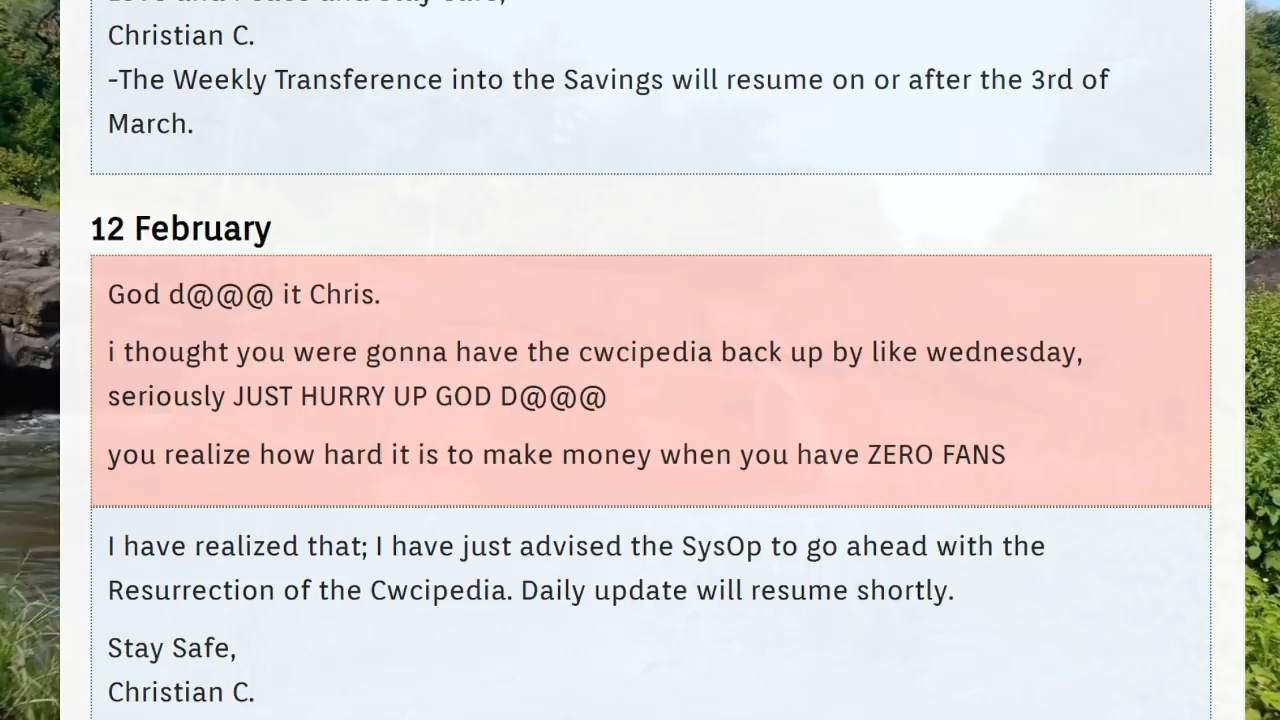 Christian C.
-The Weekly Transference into the Savings will resume on or after the 3rd of
March.
12 February
God d@@@ it Chris.
i thought you were gonna have the cwcipedia back up by like wednesday,
seriously JUST HURRY UP GOD D@@@
you realize how hard it is to make money when you have ZERO FANS
I have realized that; I have just advised the SysOp to go ahead with the
Resurrection of the Cwcipedia. Daily update will resume shortly.
Stay Safe,
Christian C.